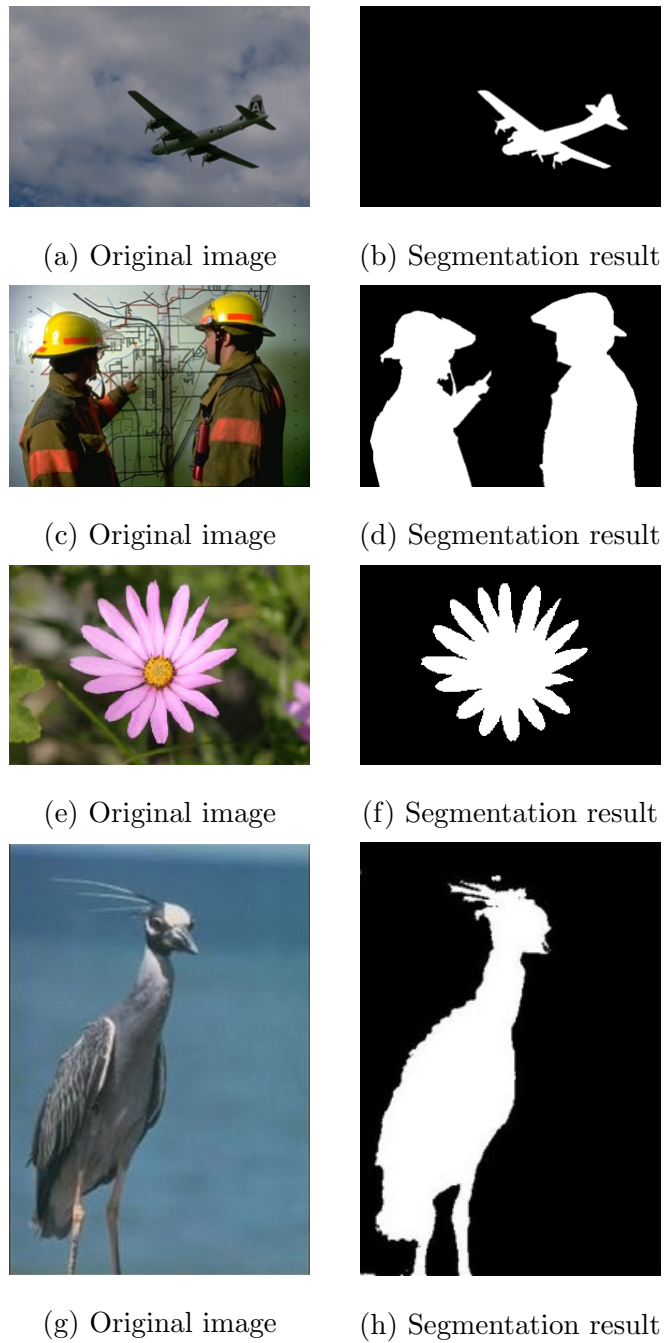 A
(a) Original image
(b) Segmentation result
(c) Original image
(d) Segmentation result
(e) Original image
(f) Segmentation result
(g) Original image
(h) Segmentation result